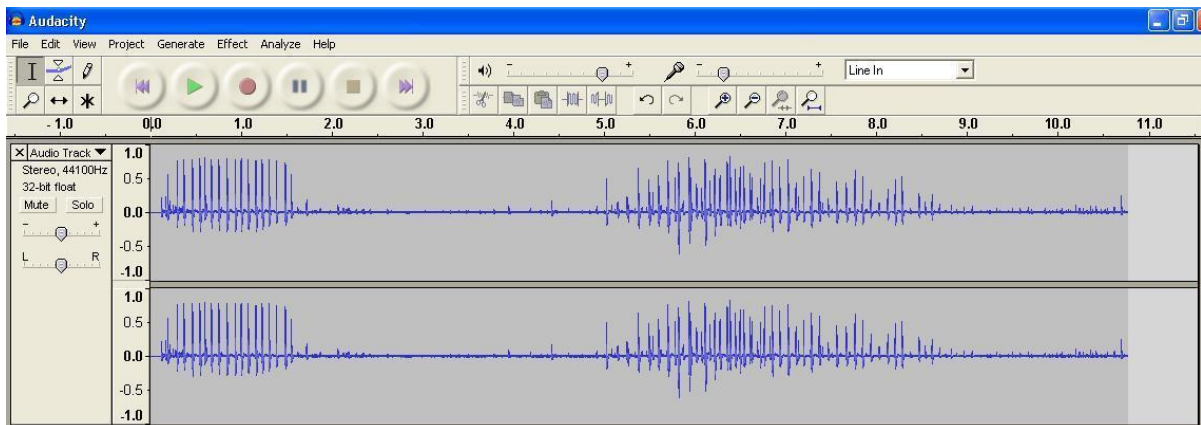 Audacity
File Edit View Project Generate Effect Analyze Help
- + - + Line In
- 1.0 0.0 1.0 2.0 3.0 4.0 5.0 6.0 7.0 8.0 9.0 10.0 11.0
X Audio Track
Stereo, 44100Hz
32-bit float
Mute Solo
- +
L R
1.0
0.5
0.0
-0.5
-1.0
1.0
0.5
0.0
-0.5
-1.0